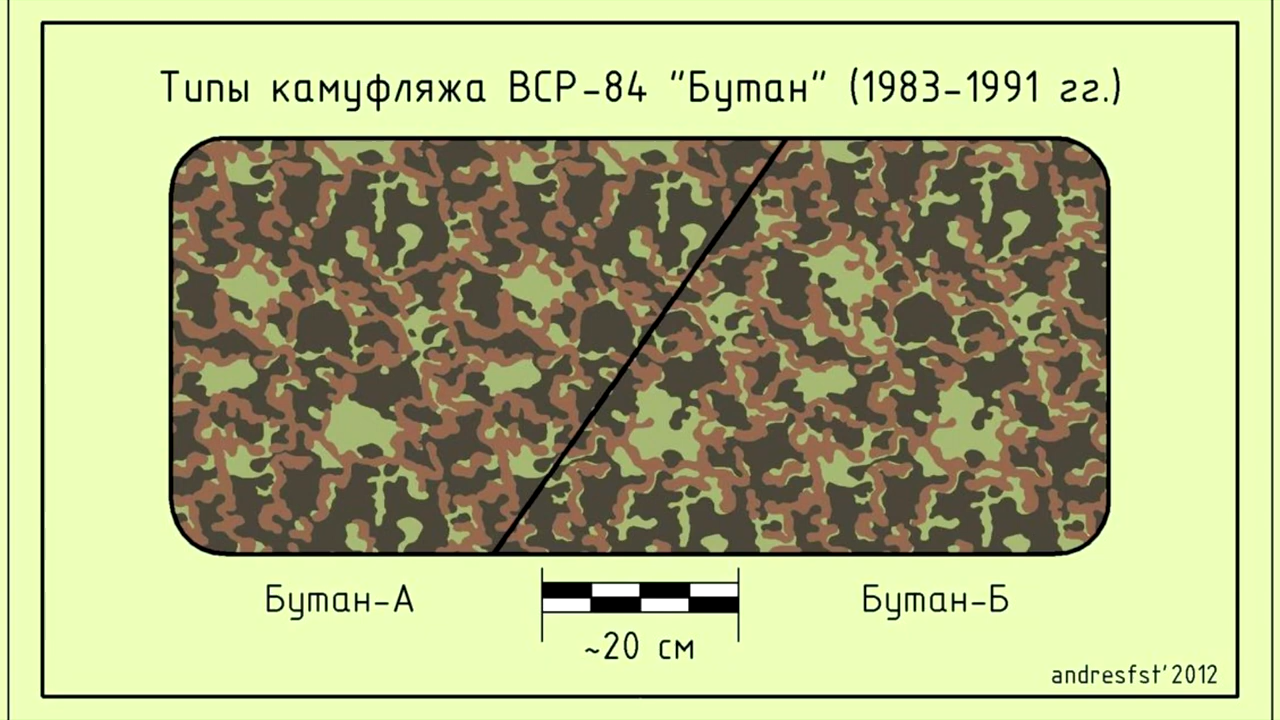 Типы камуфляжа ВСР-84 "Бутан" (1983-1991 гг.)
Бутан-А
Бутан-Б
~20 см
andresfst'2012